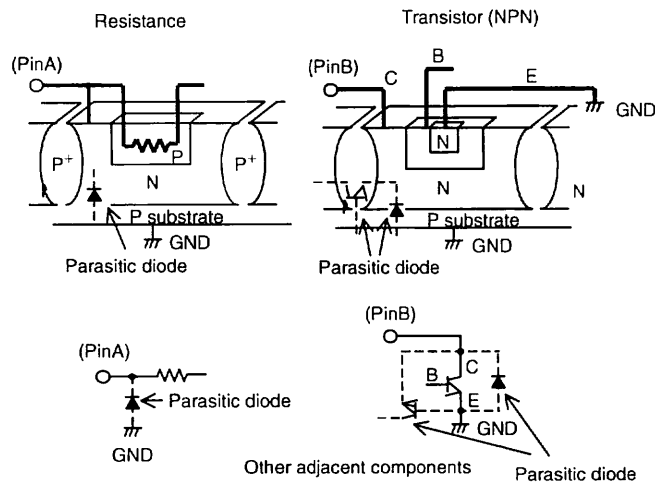 Resistance
Transistor (NPN)
(PinA)
P+
P
P+
N
P substrate
GND
Parasitic diode
(PinB)
C
B
E
GND
N
N
N
P substrate
GND
Parasitic diode
(PinA)
Parasitic diode
GND
(PinB)
C
B
E
GND
Other adjacent components
Parasitic diode